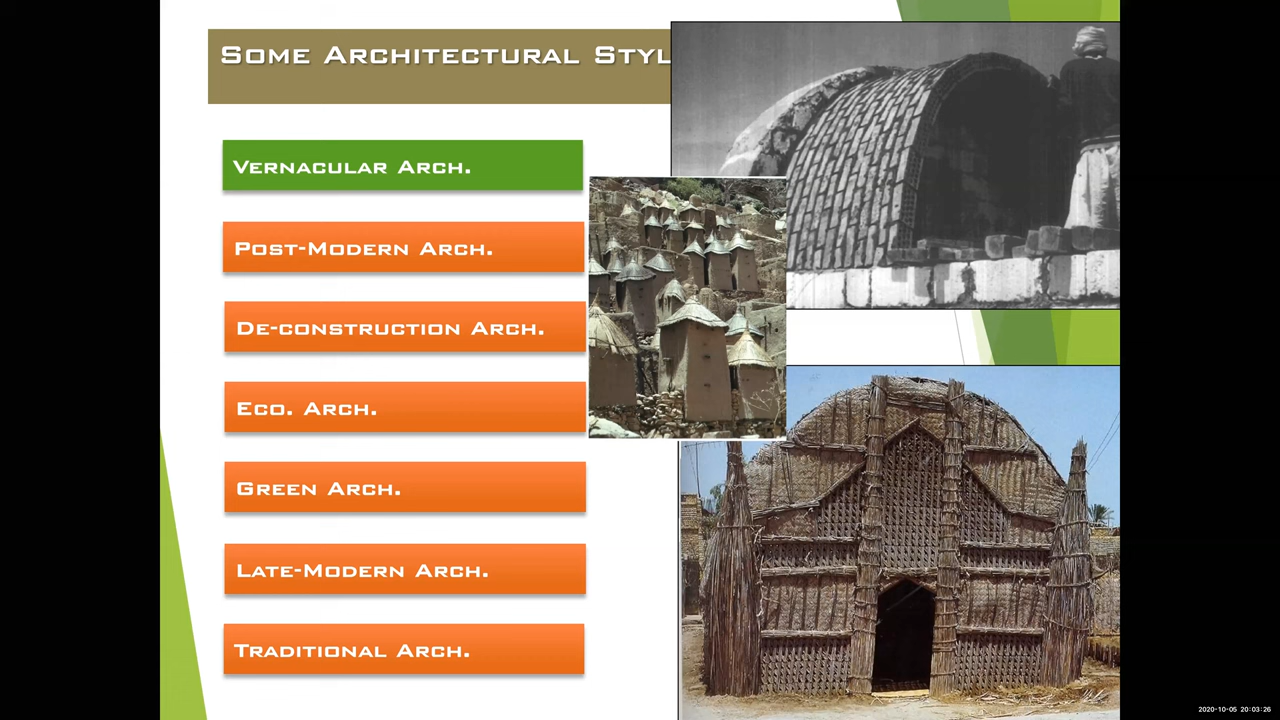 Some Architectural Styl
Vernacular Arch.
Post-Modern Arch.
De-construction Arch.
Eco. Arch.
Green Arch.
Late-Modern Arch.
Traditional Arch.
2020-10-05 20:03:26